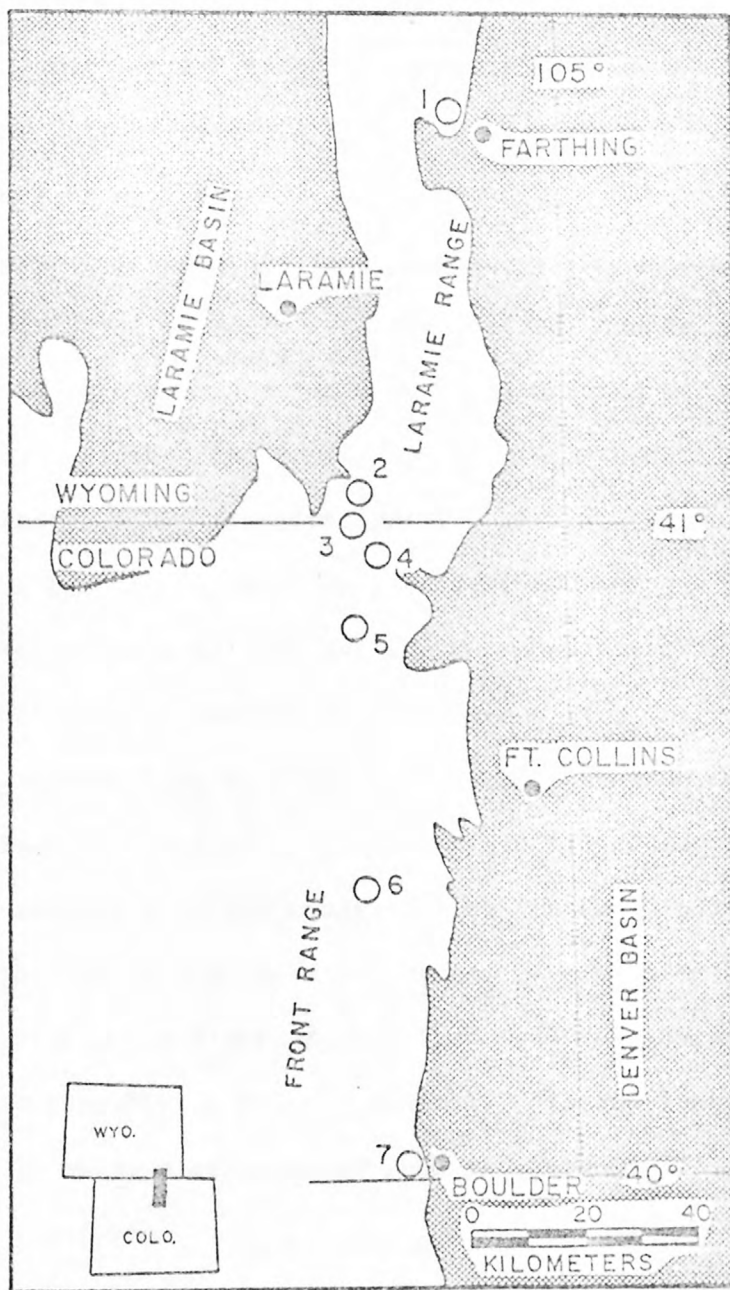 105°
1
FARTHING
LARAMIE BASIN
LARAMIE
LARAMIE RANGE
2
WYOMING
3
41°
COLORADO
4
5
FT. COLLINS
6
FRONT RANGE
DENVER BASIN
WYO.
COLO.
7
40°
BOULDER
0 20 40
KILOMETERS